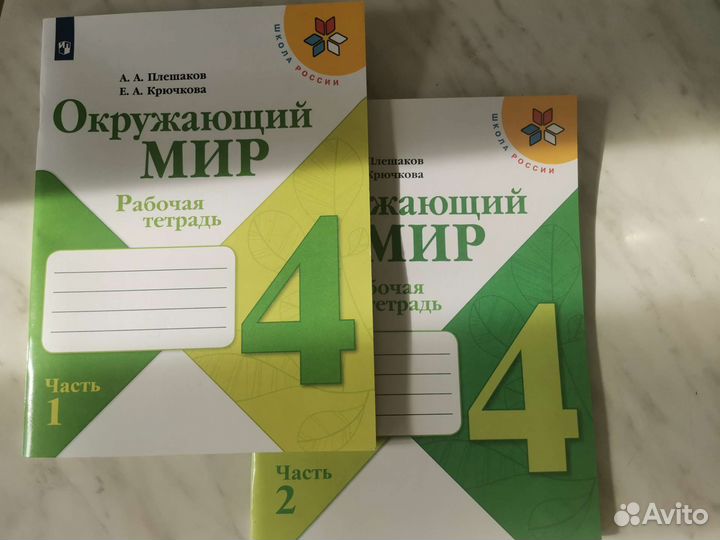 ШКОЛА РОССИИ
А. А. Плешаков
Е. А. Крючкова
Окружающий
МИР
Рабочая
тетрадь
4
Часть
1
ШКОЛА РОССИИ
Плешаков
Крючкова
жающий
МИР
бочая
тетрадь
4
Часть
2
Avito